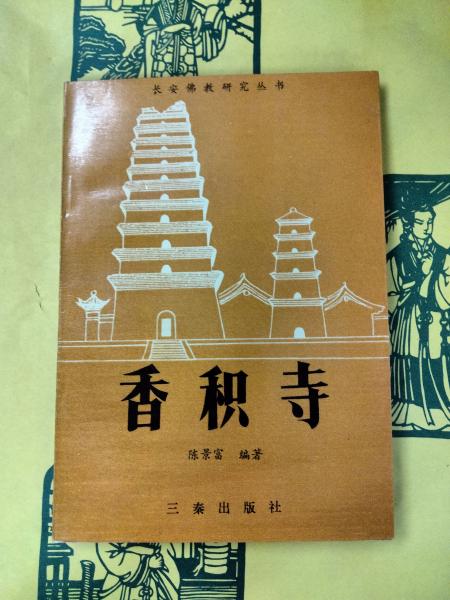 长安佛教研究丛书
香积寺
陈景富 编著
三秦出版社